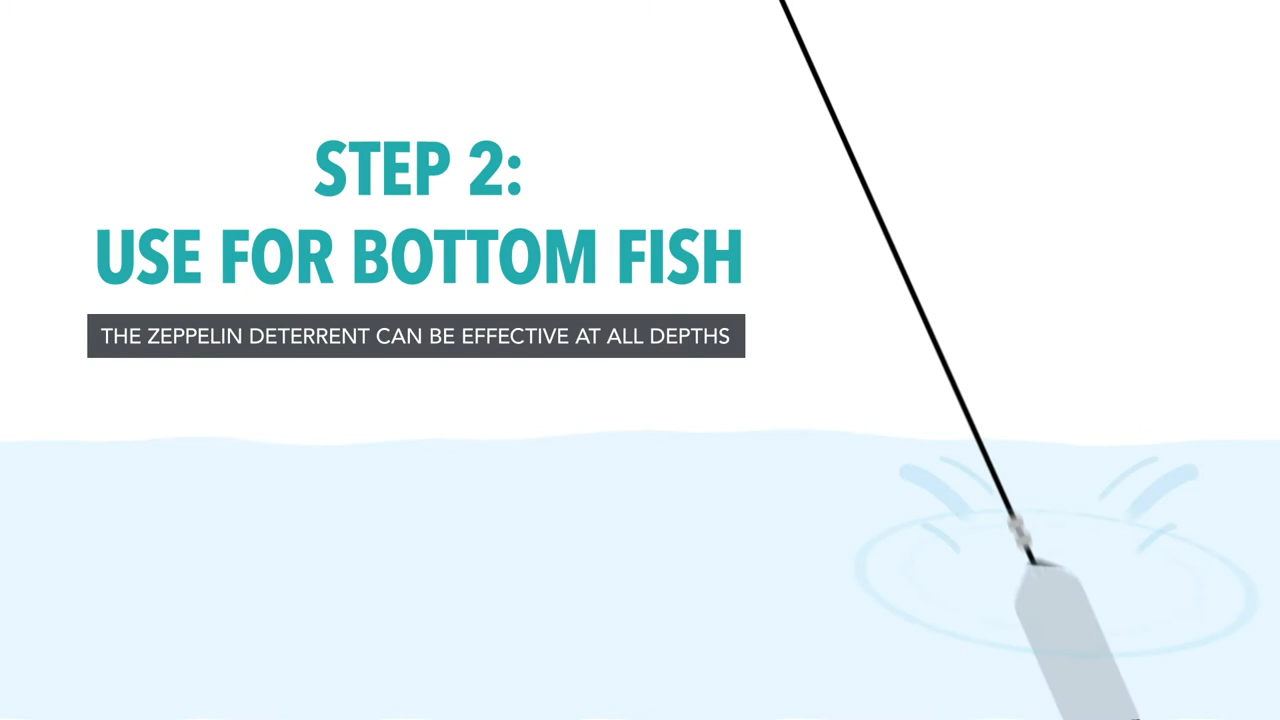 STEP 2:
USE FOR BOTTOM FISH
THE ZEPPELIN DETERRENT CAN BE EFFECTIVE AT ALL DEPTHS